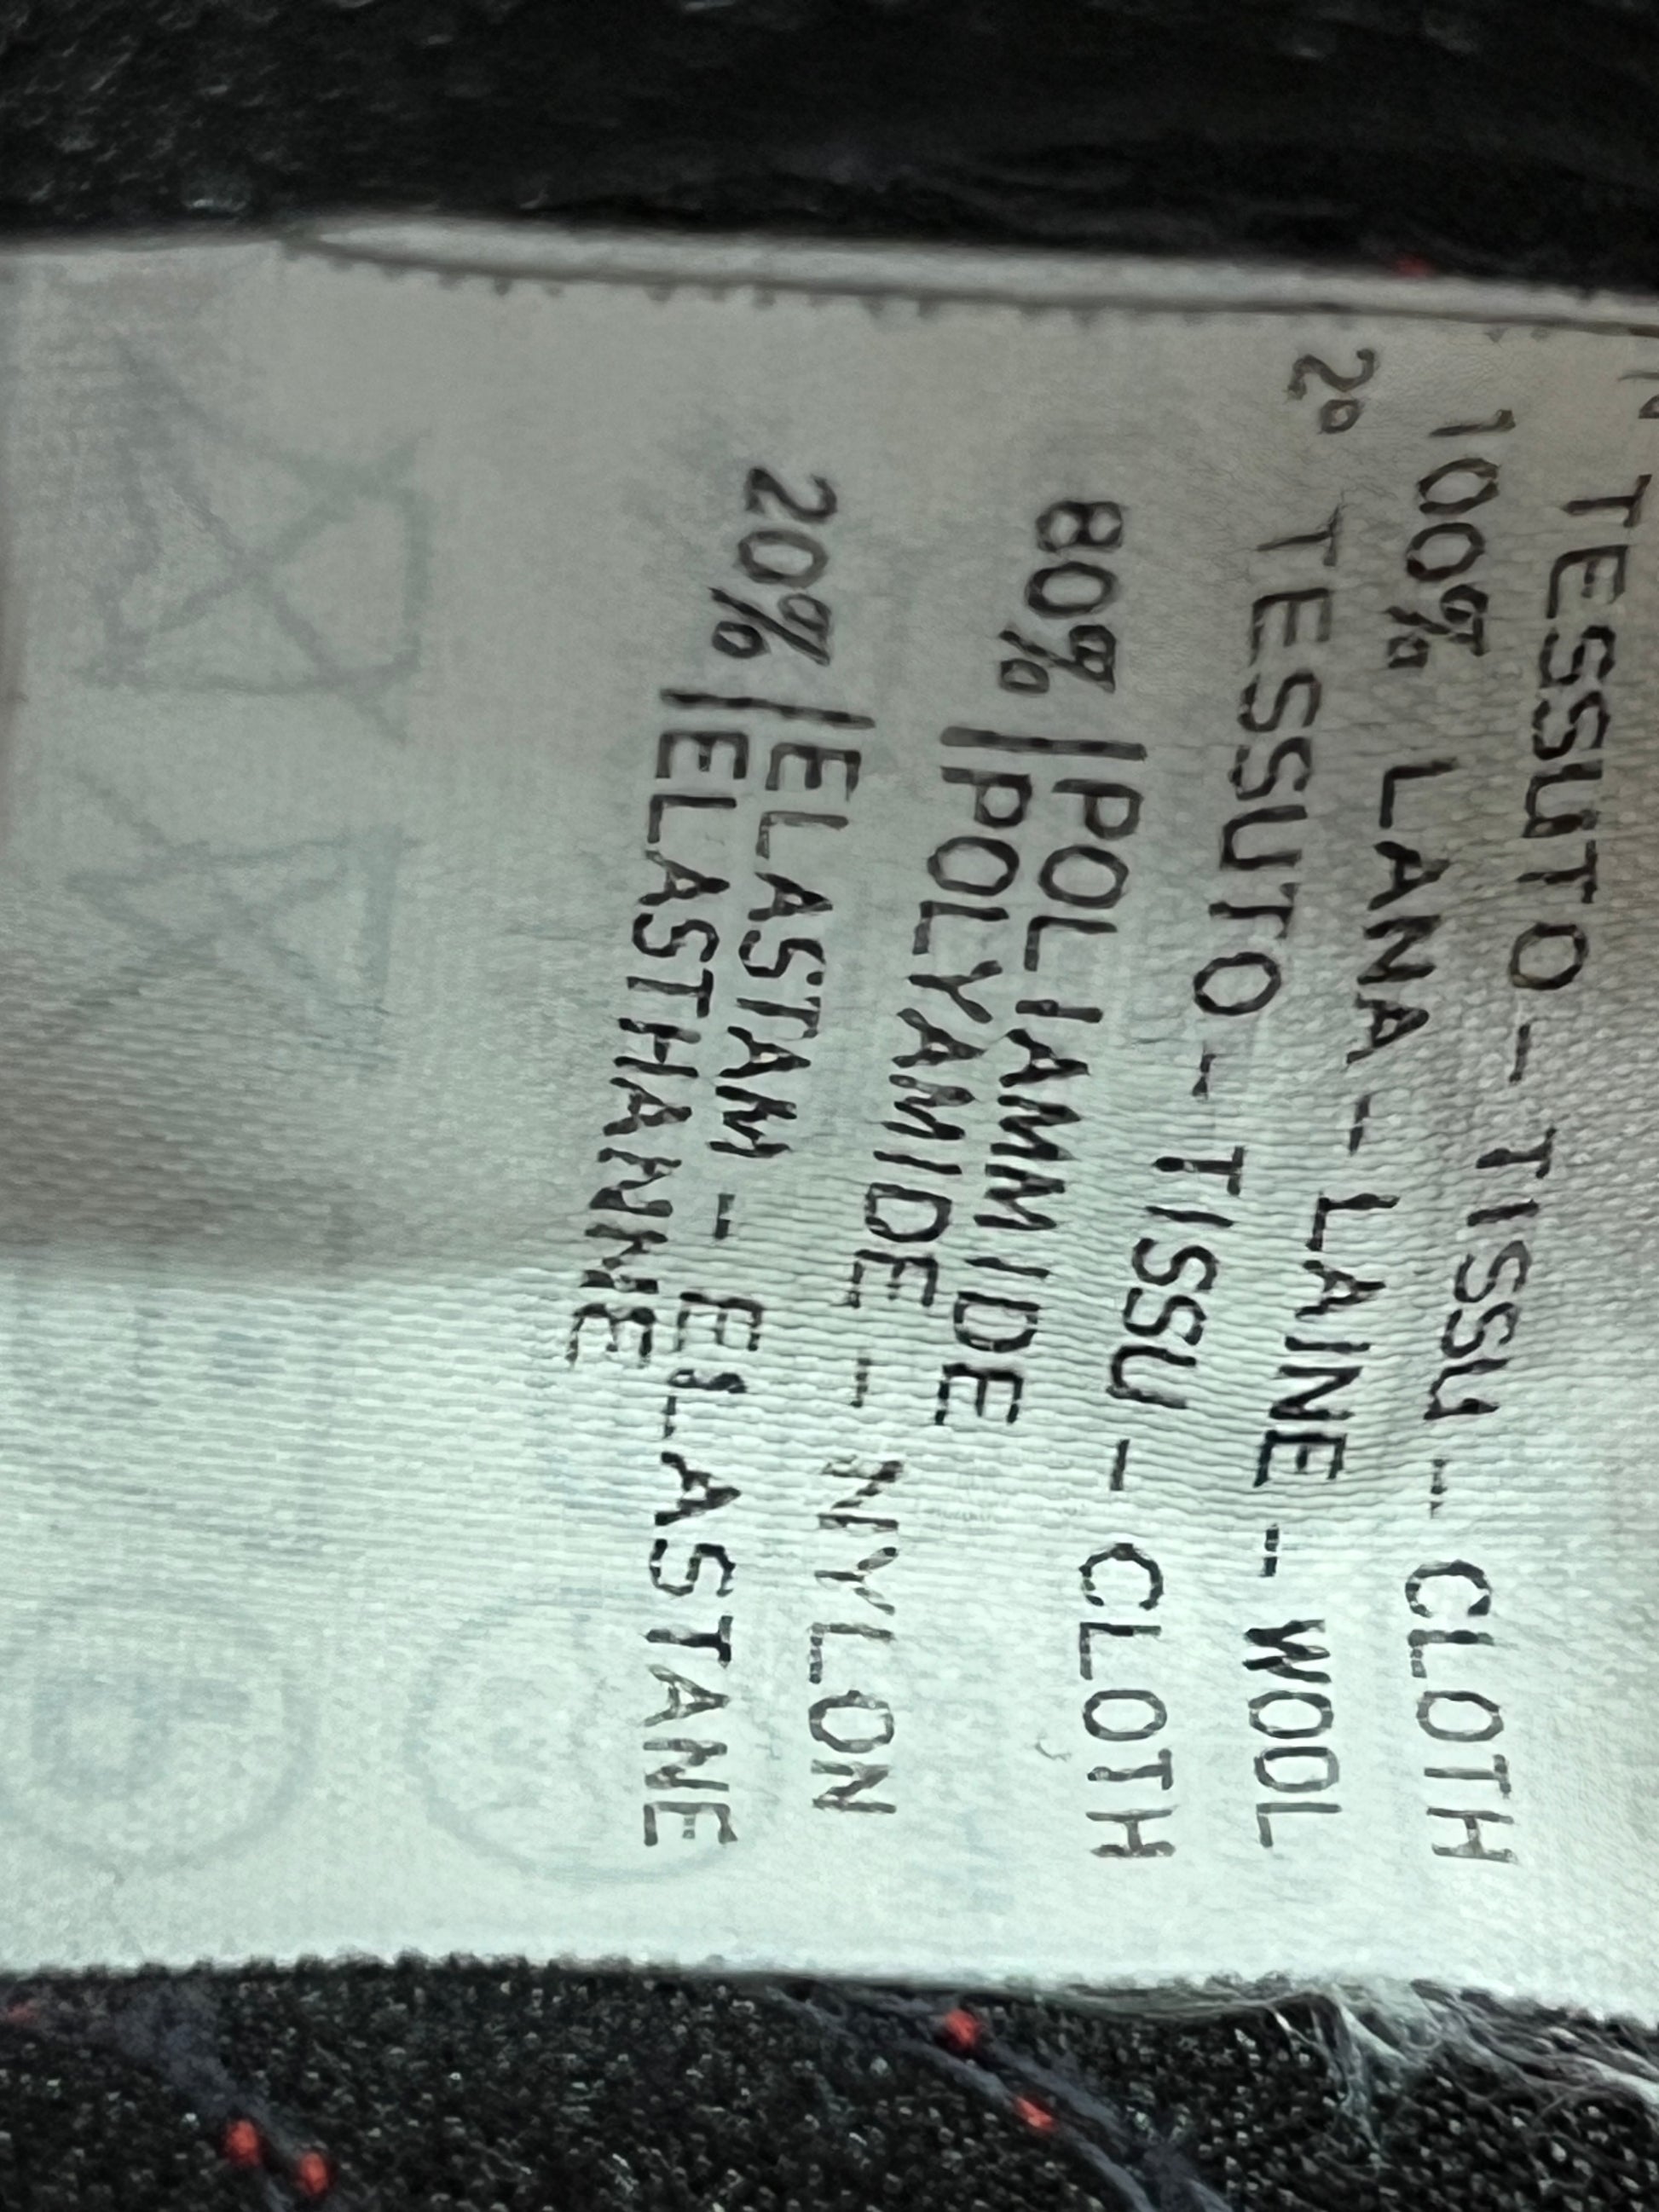 1° TESSUTO - TISSU - CLOTH
100% LANA - LAINE - WOOL
2° TESSUTO - TISSU - CLOTH
80% |POLIAMMIDE
|POLYAMIDE - NYLON
20% |ELASTAM - ELASTANE
|ELASTHANNE